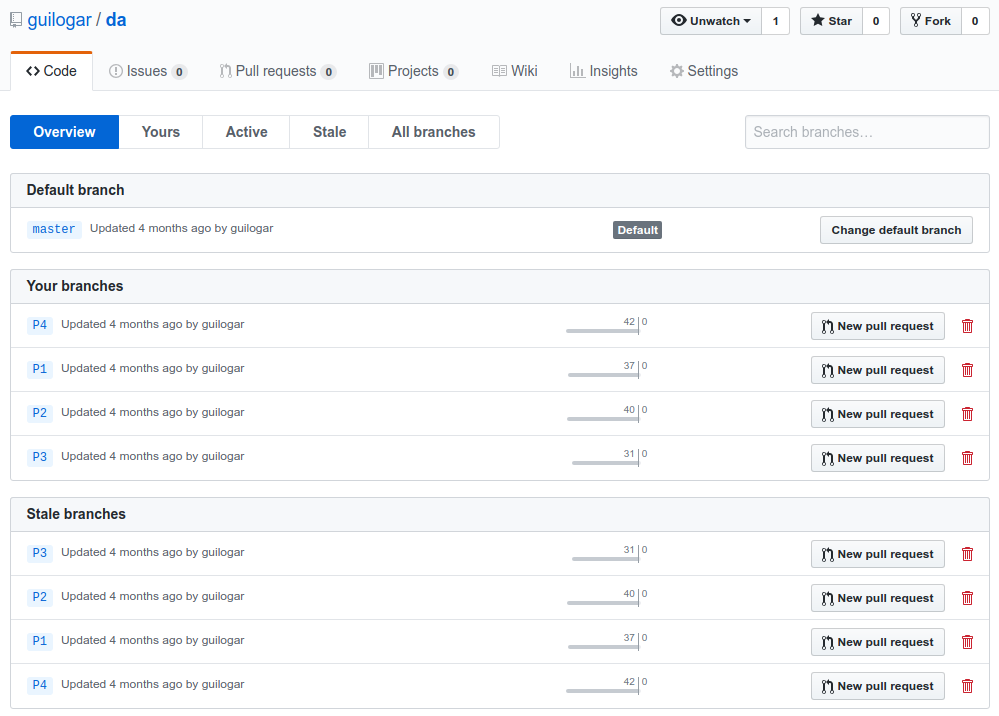 guilogar / da
Unwatch 1 Star 0 Fork 0
Code Issues 0 Pull requests 0 Projects 0 Wiki Insights Settings
Overview Yours Active Stale All branches Search branches…
Default branch
master Updated 4 months ago by guilogar Default Change default branch
Your branches
P4 Updated 4 months ago by guilogar 42 0 New pull request
P1 Updated 4 months ago by guilogar 37 0 New pull request
P2 Updated 4 months ago by guilogar 40 0 New pull request
P3 Updated 4 months ago by guilogar 31 0 New pull request
Stale branches
P3 Updated 4 months ago by guilogar 31 0 New pull request
P2 Updated 4 months ago by guilogar 40 0 New pull request
P1 Updated 4 months ago by guilogar 37 0 New pull request
P4 Updated 4 months ago by guilogar 42 0 New pull request